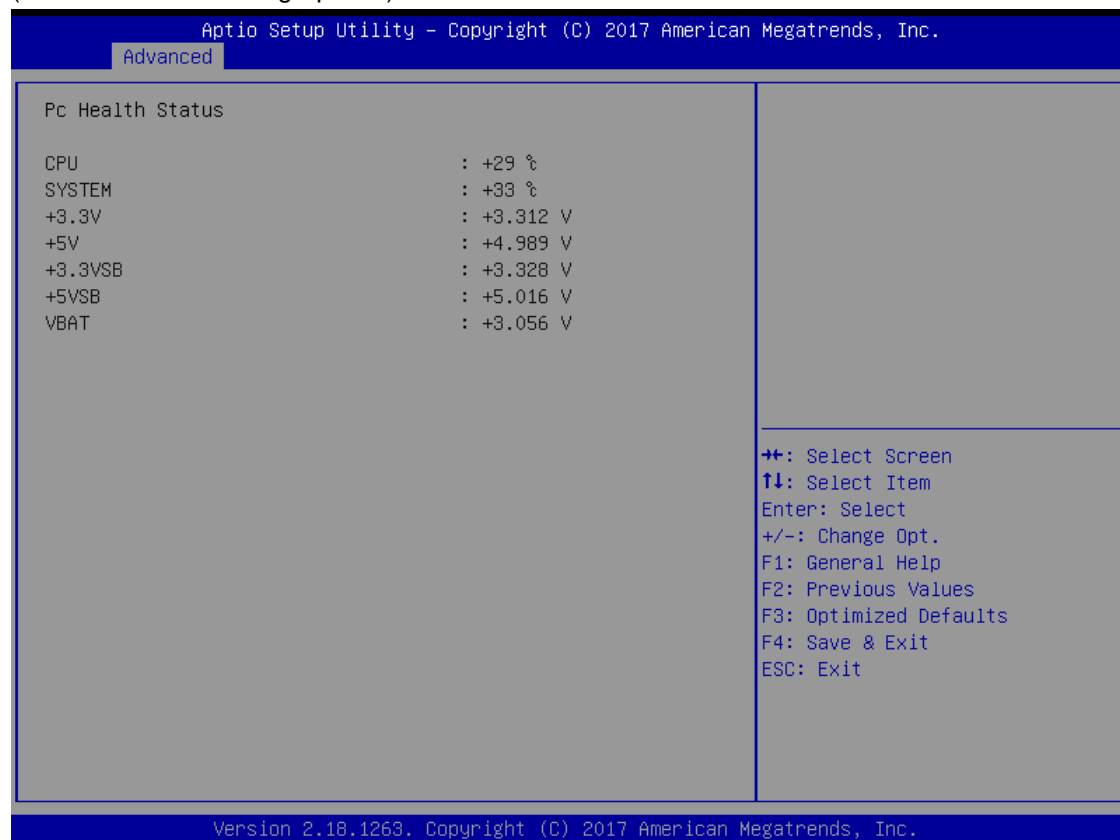 Aptio Setup Utility – Copyright (C) 2017 American Megatrends, Inc.
Advanced
Pc Health Status
CPU : +29 ℃
SYSTEM : +33 ℃
+3.3V : +3.312 V
+5V : +4.989 V
+3.3VSB : +3.328 V
+5VSB : +5.016 V
VBAT : +3.056 V
→←: Select Screen
↑↓: Select Item
Enter: Select
+/-: Change Opt.
F1: General Help
F2: Previous Values
F3: Optimized Defaults
F4: Save & Exit
ESC: Exit
Version 2.18.1263. Copyright (C) 2017 American Megatrends, Inc.